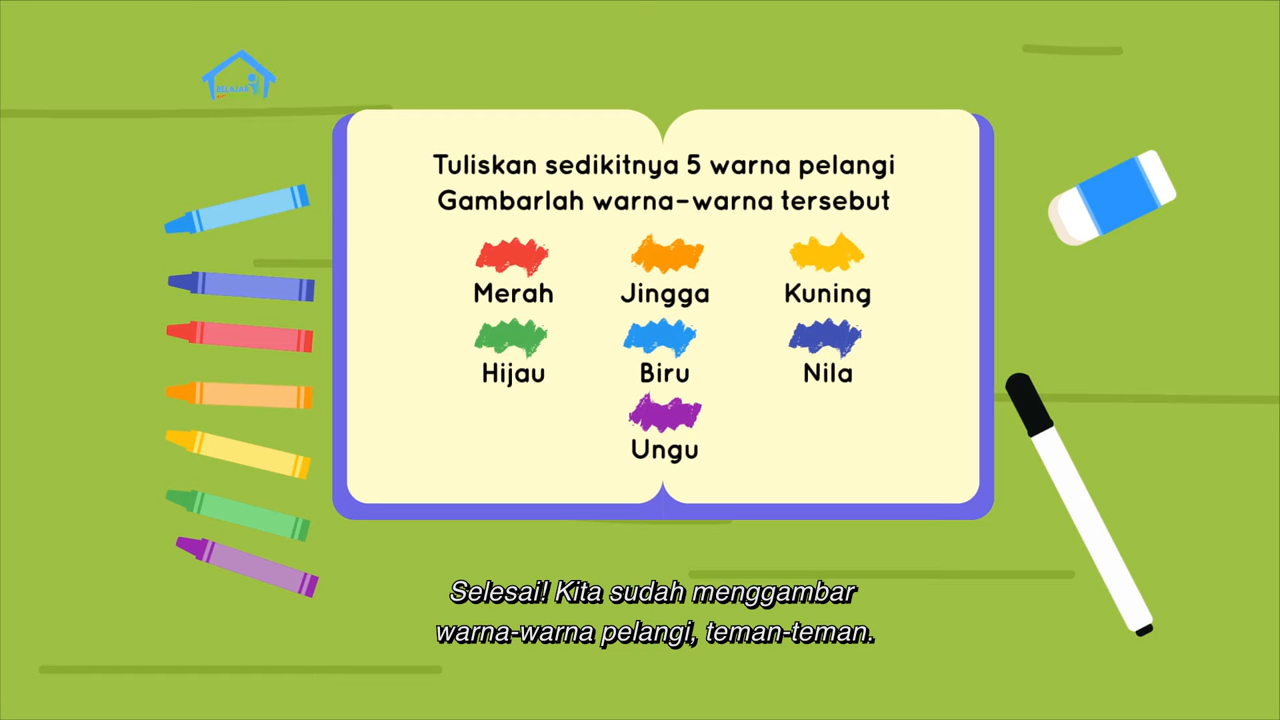 BELAJAR
Tuliskan sedikitnya 5 warna pelangi
Gambarlah warna-warna tersebut
Merah Jingga Kuning
Hijau Biru Nila
Ungu
Selesai! Kita sudah menggambar
warna-warna pelangi, teman-teman.